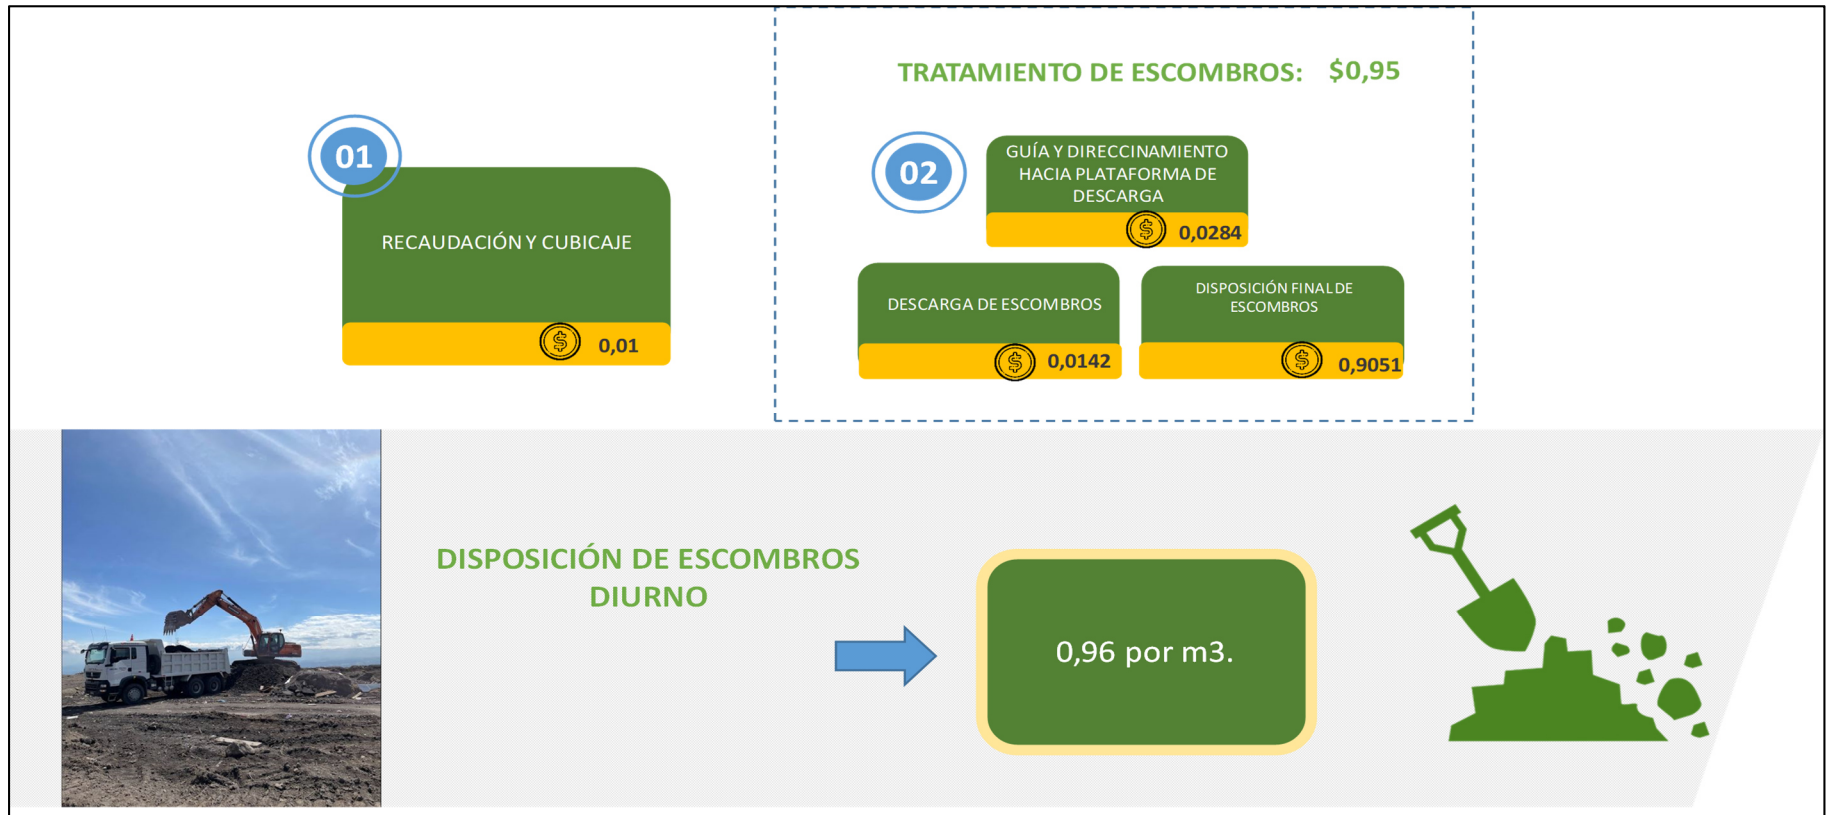 01
RECAUDACIÓN Y CUBICAJE
$ 0,01
TRATAMIENTO DE ESCOMBROS: $0,95
02
GUÍA Y DIRECCINAMIENTO
HACIA PLATAFORMA DE
DESCARGA
$ 0,0284
DESCARGA DE ESCOMBROS
$ 0,0142
DISPOSICIÓN FINAL DE
ESCOMBROS
$ 0,9051
DISPOSICIÓN DE ESCOMBROS
DIURNO
0,96 por m3.